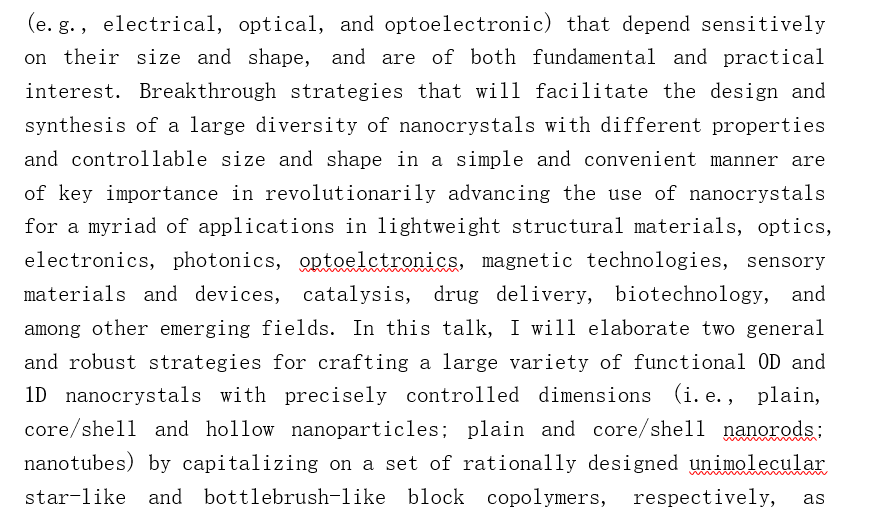 (e.g., electrical, optical, and optoelectronic) that depend sensitively
on their size and shape, and are of both fundamental and practical
interest. Breakthrough strategies that will facilitate the design and
synthesis of a large diversity of nanocrystals with different properties
and controllable size and shape in a simple and convenient manner are
of key importance in revolutionarily advancing the use of nanocrystals
for a myriad of applications in lightweight structural materials, optics,
electronics, photonics, optoelctronics, magnetic technologies, sensory
materials and devices, catalysis, drug delivery, biotechnology, and
among other emerging fields. In this talk, I will elaborate two general
and robust strategies for crafting a large variety of functional 0D and
1D nanocrystals with precisely controlled dimensions (i.e., plain,
core/shell and hollow nanoparticles; plain and core/shell nanorods;
nanotubes) by capitalizing on a set of rationally designed unimolecular
star-like and bottlebrush-like block copolymers, respectively, as